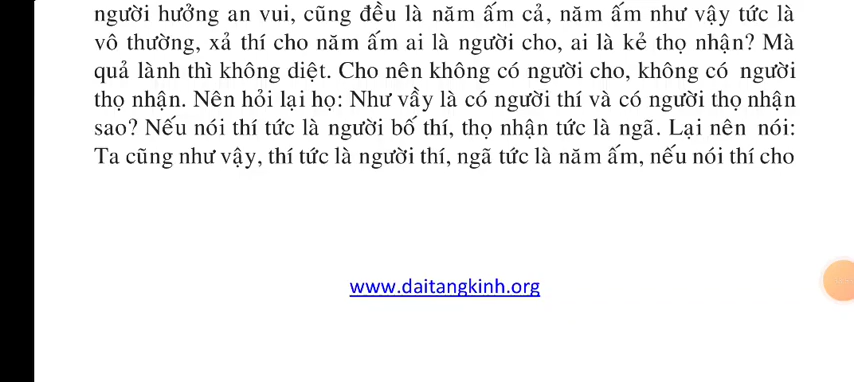 người hưởng an vui, cũng đều là năm ấm cả, năm ấm như vậy tức là
vô thường, xả thí cho năm ấm ai là người cho, ai là kẻ thọ nhận? Mà
quả lành thì không diệt. Cho nên không có người cho, không có người
thọ nhận. Nên hỏi lại họ: Như vầy là có người thí và có người thọ nhận
sao? Nếu nói thí tức là người bố thí, thọ nhận tức là ngã. Lại nên nói:
Ta cũng như vậy, thí tức là người thí, ngã tức là năm ấm, nếu nói thí cho
www.daitangkinh.org